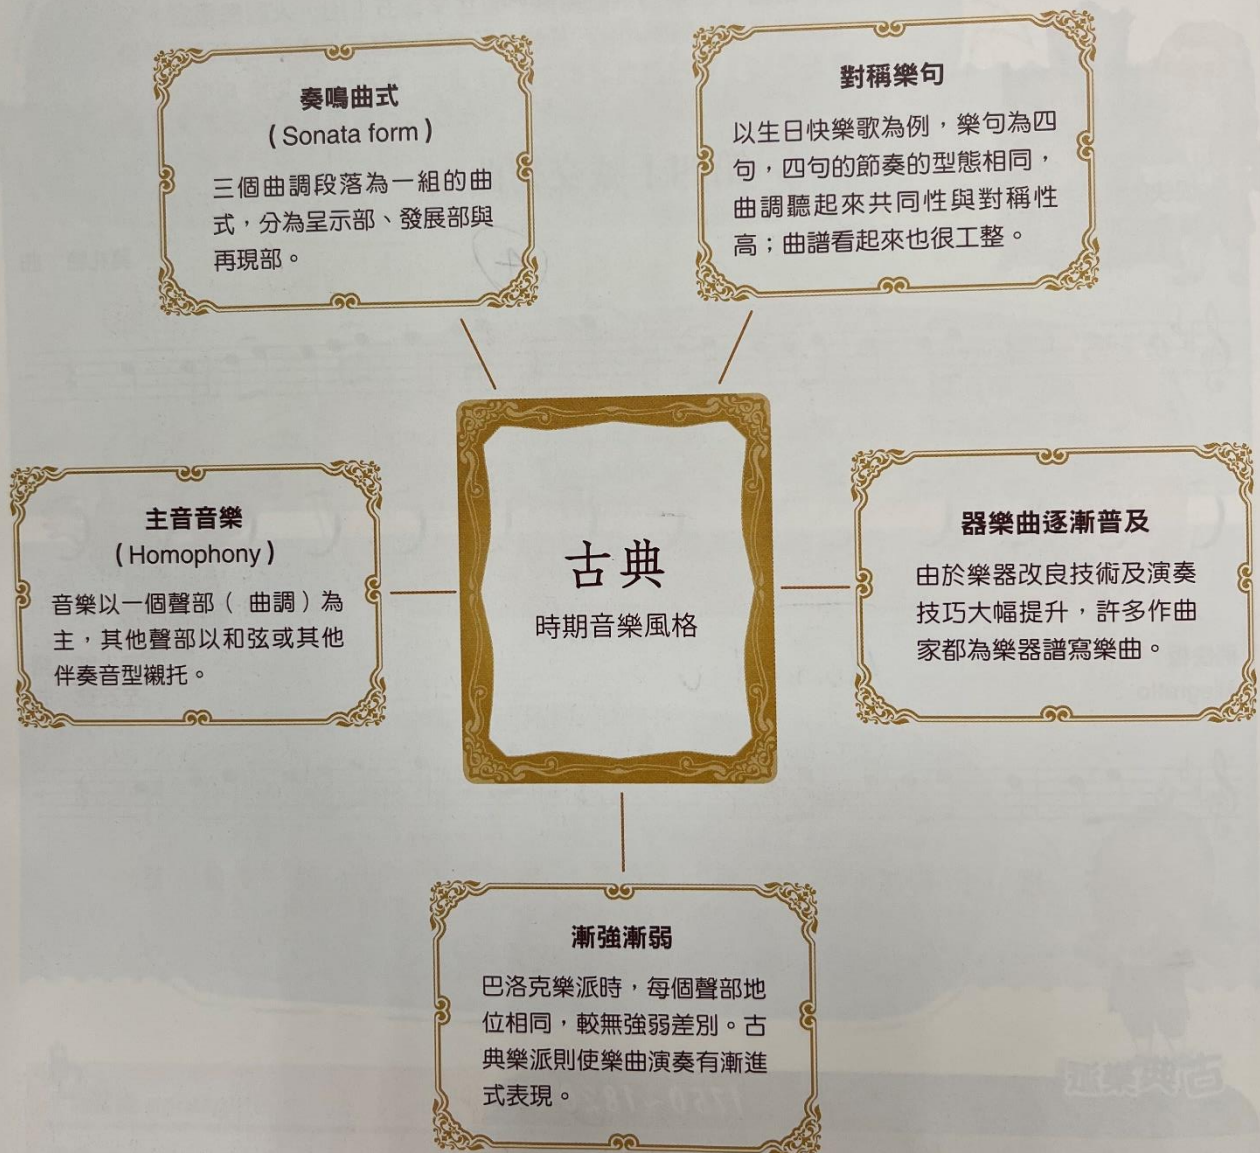 奏鳴曲式
（Sonata form）
三個曲調段落為一組的曲
式，分為呈示部、發展部與
再現部。
對稱樂句
以生日快樂歌為例，樂句為四
句，四句的節奏的型態相同，
曲調聽起來共同性與對稱性
高；曲譜看起來也很工整。
主音音樂
（Homophony）
音樂以一個聲部（ 曲調）為
主，其他聲部以和弦或其他
伴奏音型襯托。
古典
時期音樂風格
器樂曲逐漸普及
由於樂器改良技術及演奏
技巧大幅提升，許多作曲
家都為樂器譜寫樂曲。
漸強漸弱
巴洛克樂派時，每個聲部地
位相同，較無強弱差別。古
典樂派則使樂曲演奏有漸進
式表現。